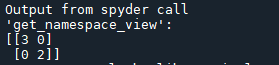 Output from spyder call
'get_namespace_view':
[[3 0]
 [0 2]]